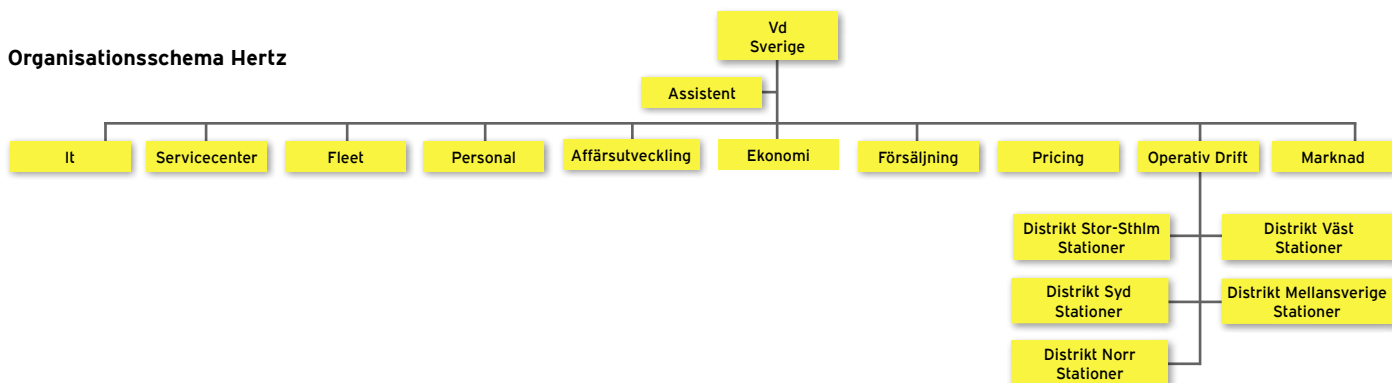 Organisationsschema Hertz
Vd
Sverige
Assistent
It
Servicecenter
Fleet
Personal
Affärsutveckling
Ekonomi
Försäljning
Pricing
Operativ Drift
Marknad
Distrikt Stor-Sthlm
Stationer
Distrikt Väst
Stationer
Distrikt Syd
Stationer
Distrikt Mellansverige
Stationer
Distrikt Norr
Stationer